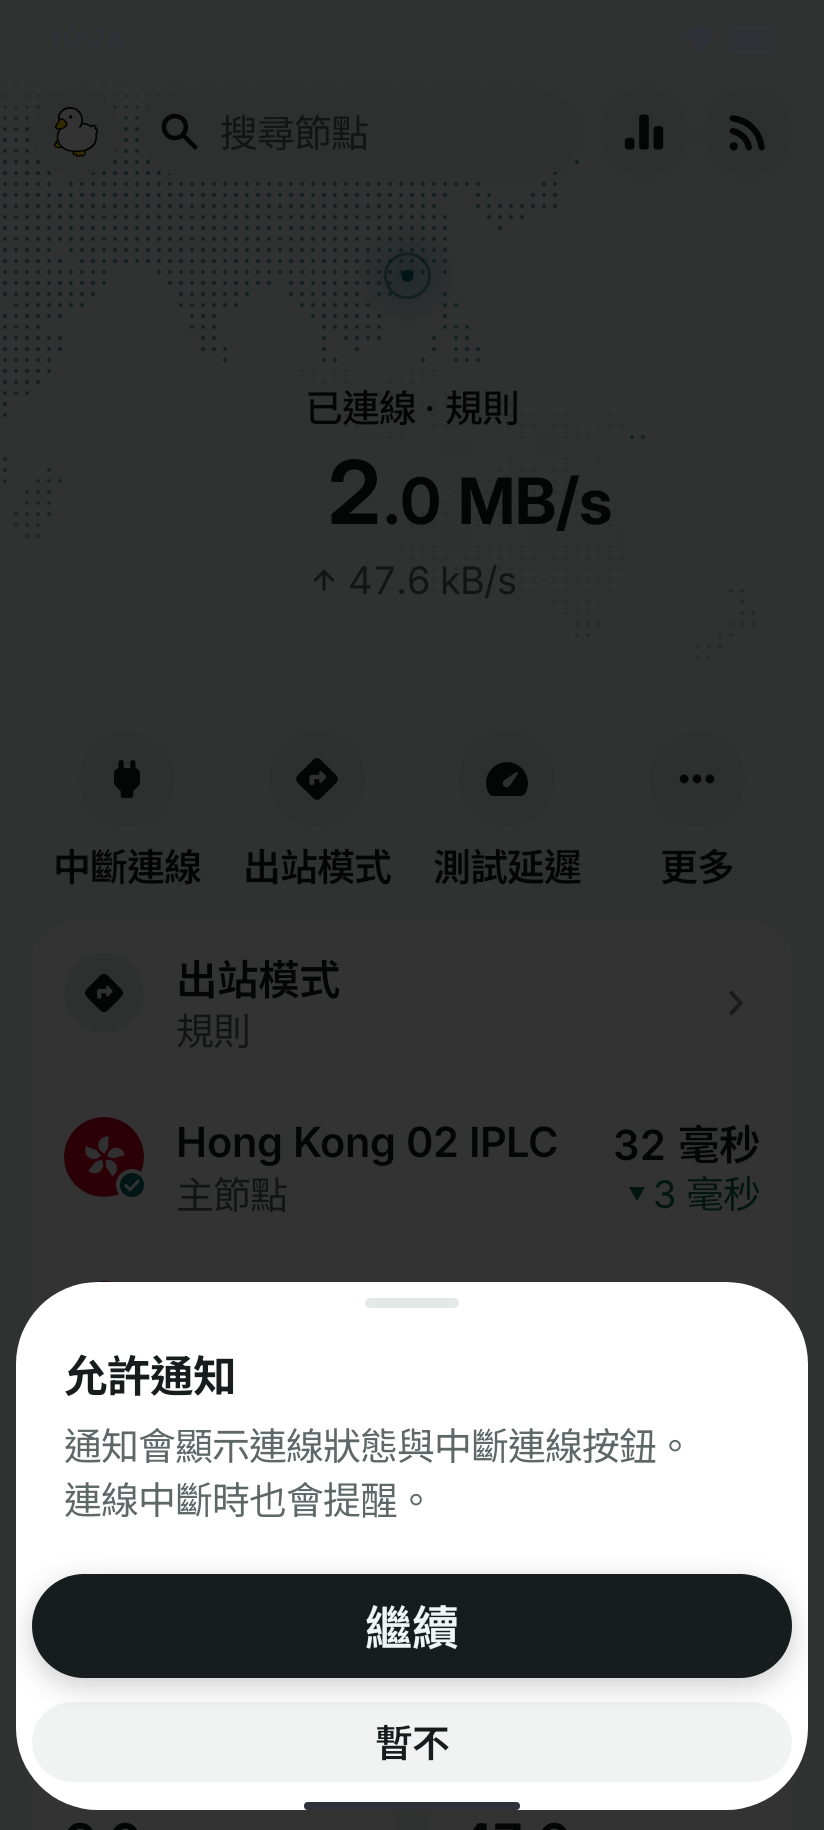 搜尋節點
已連線 · 規則
2.0 MB/s
↑ 47.6 kB/s
中斷連線
出站模式
測試延遲
更多
出站模式
規則
Hong Kong 02 IPLC
32 毫秒
主節點
▼3 毫秒
允許通知
通知會顯示連線狀態與中斷連線按鈕。
連線中斷時也會提醒。
繼續
暫不